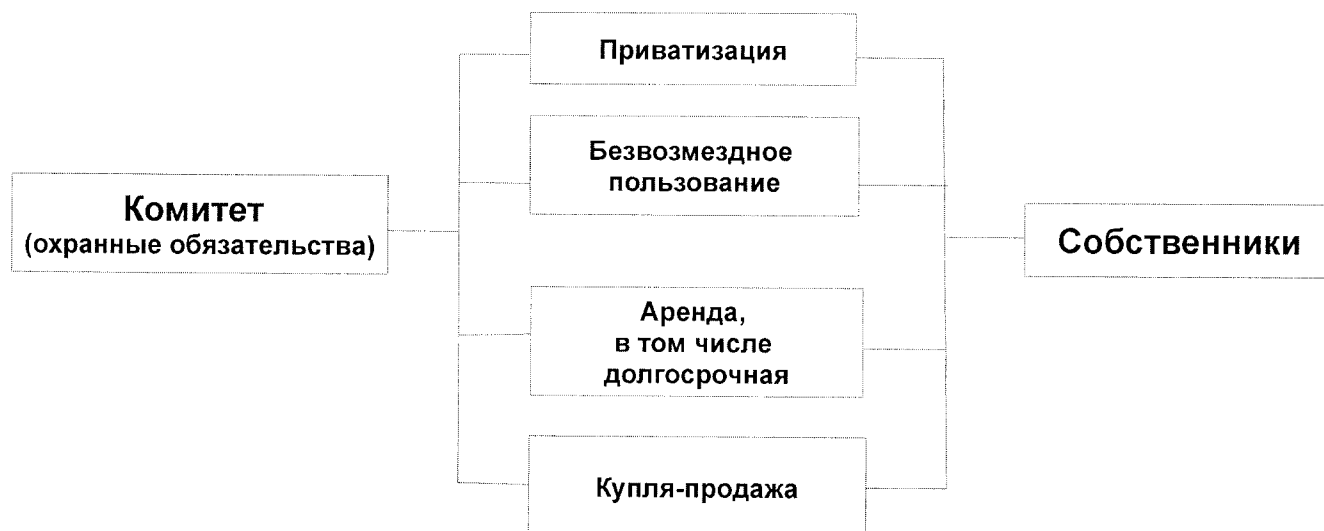 Комитет
(охранные обязательства)
Приватизация
Безвозмездное
пользование
Аренда,
в том числе
долгосрочная
Купля-продажа
Собственники